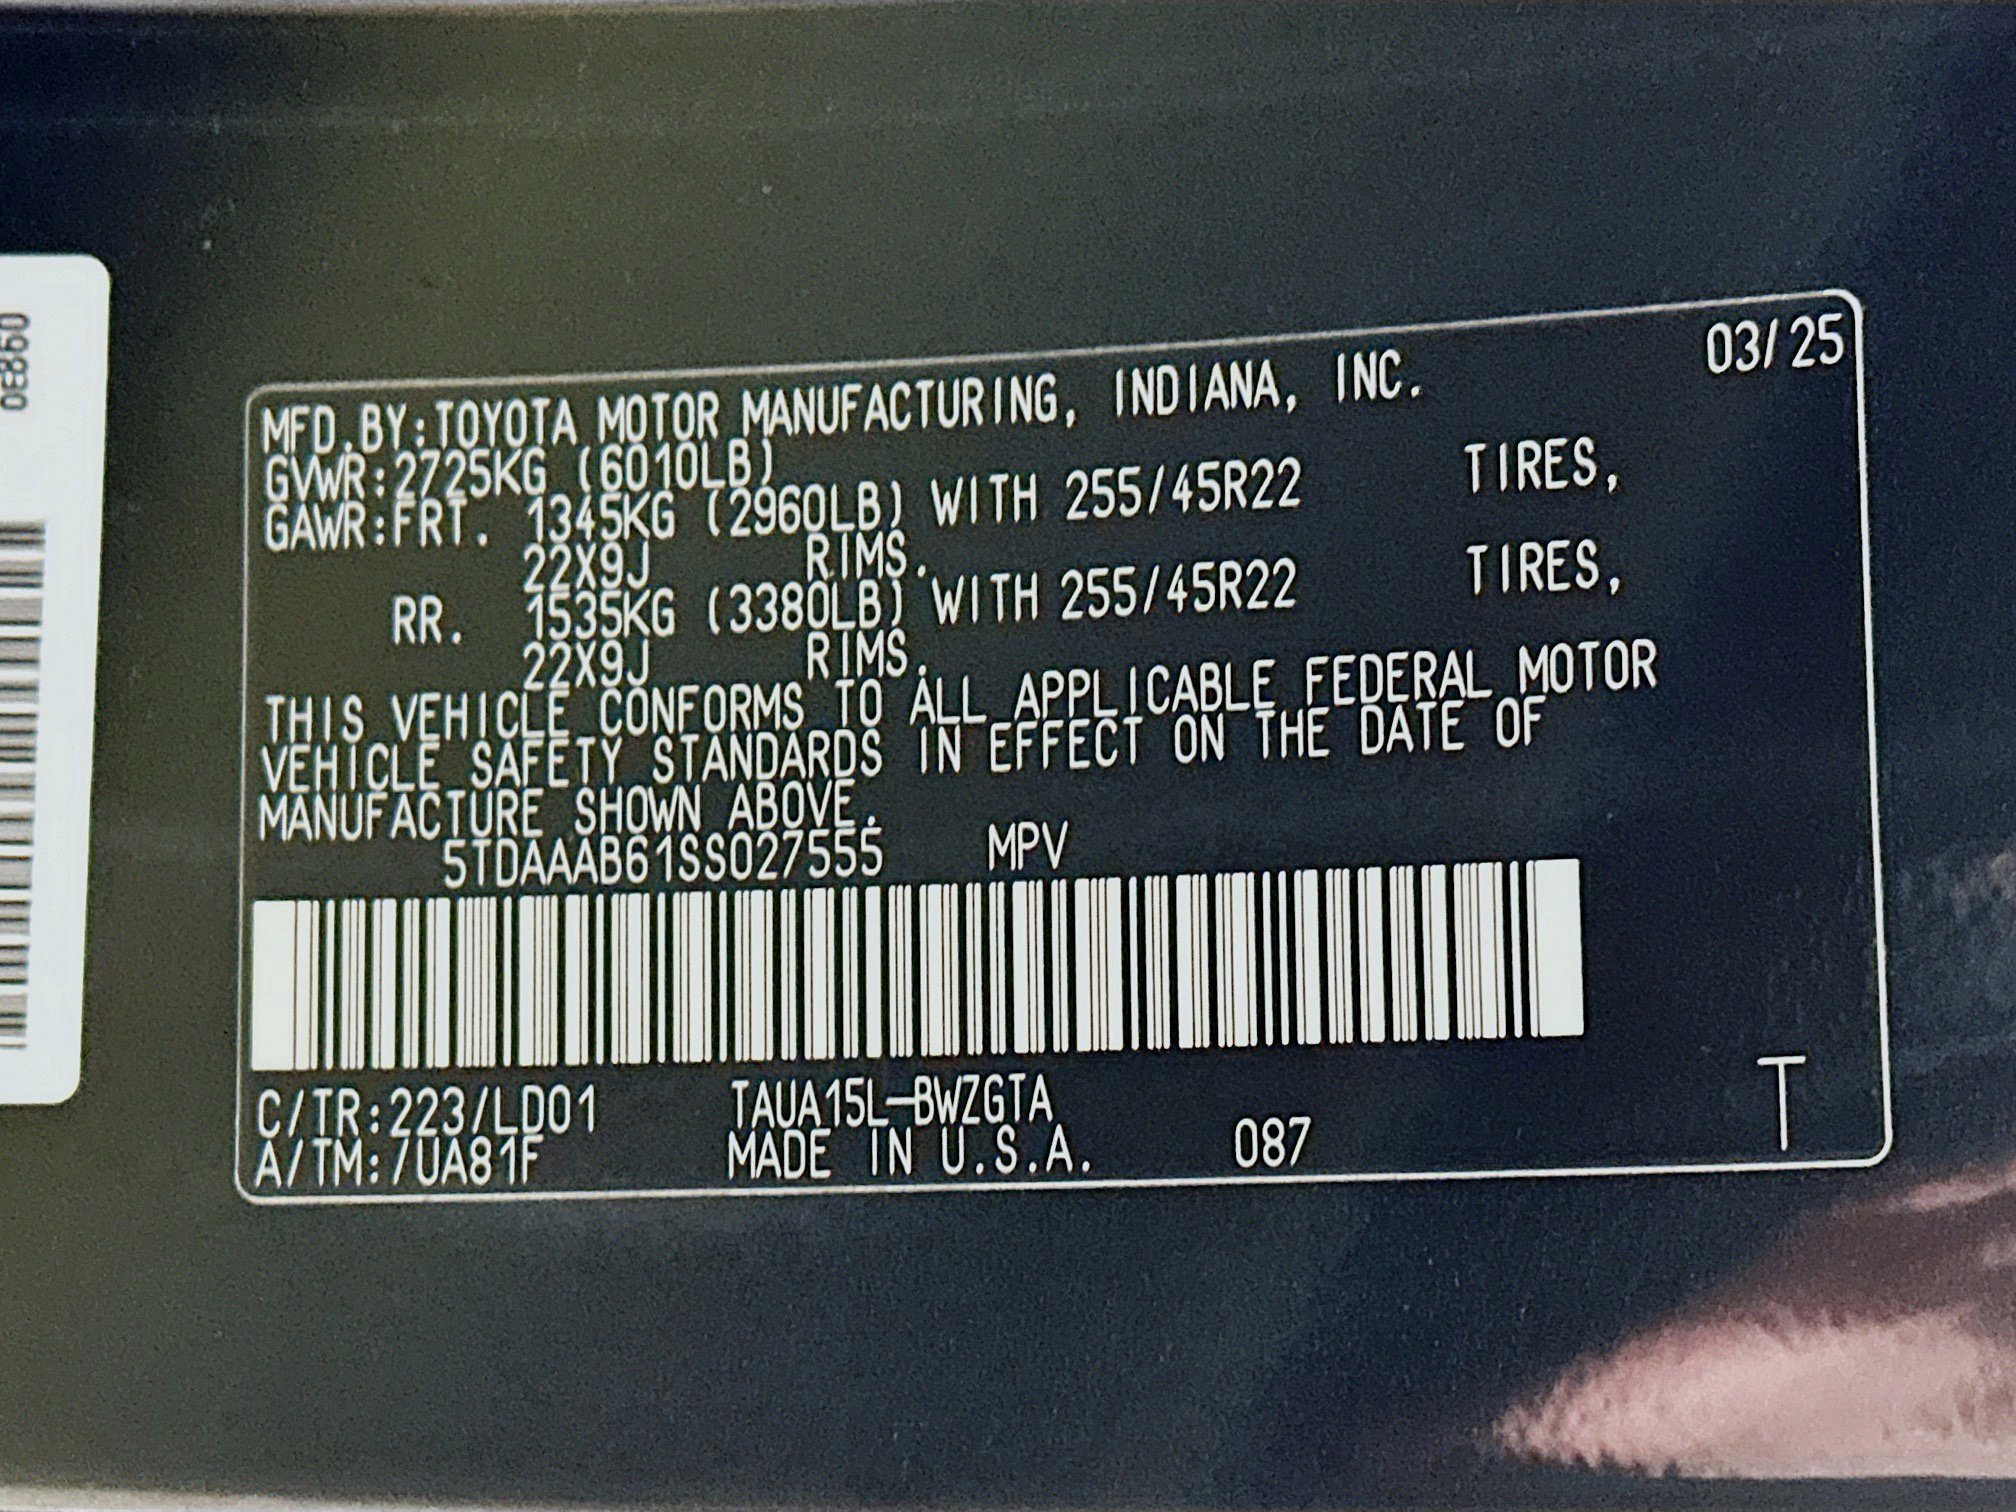 09830
MFD.BY:TOYOTA MOTOR MANUFACTURING, INDIANA, INC. 03/25
GVWR:2725KG (6010LB)
GAWR:FRT. 1345KG (2960LB) WITH 255/45R22 TIRES,
22X9J RIMS.
RR. 1535KG (3380LB) WITH 255/45R22 TIRES,
22X9J RIMS.
THIS VEHICLE CONFORMS TO ALL APPLICABLE FEDERAL MOTOR
VEHICLE SAFETY STANDARDS IN EFFECT ON THE DATE OF
MANUFACTURE SHOWN ABOVE.
5TDAAAB61SS027555 MPV
C/TR:223/LD01 TAUA15L-BWZGTA
A/TM:/UA81F MADE IN U.S.A. 087 T